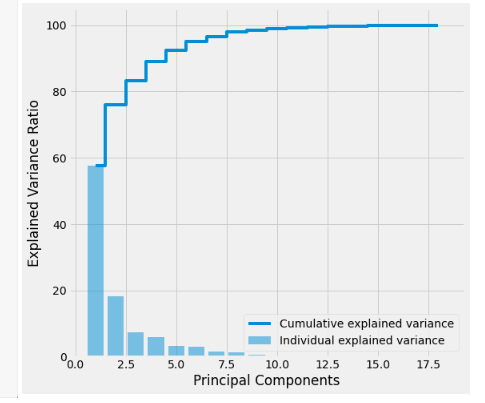 100
80
60
40
20
0
Explained Variance Ratio
Cumulative explained variance
Individual explained variance
0.0 2.5 5.0 7.5 10.0 12.5 15.0 17.5
Principal Components